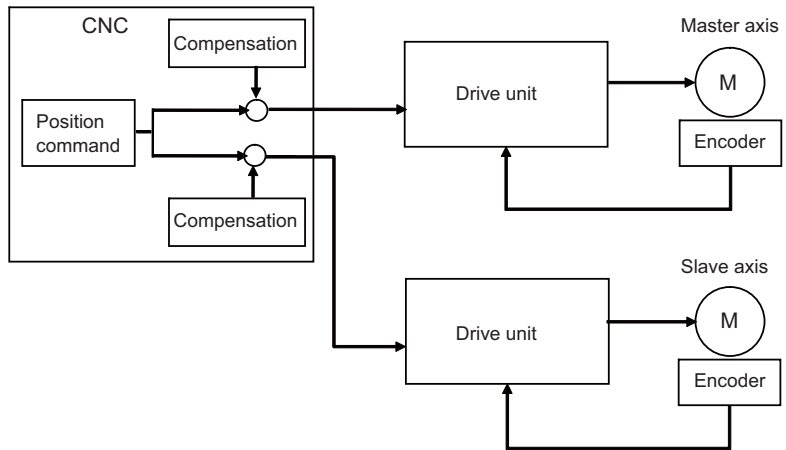 CNC
Compensation
Position
command
Compensation
Drive unit
Master axis
M
Encoder
Drive unit
Slave axis
M
Encoder